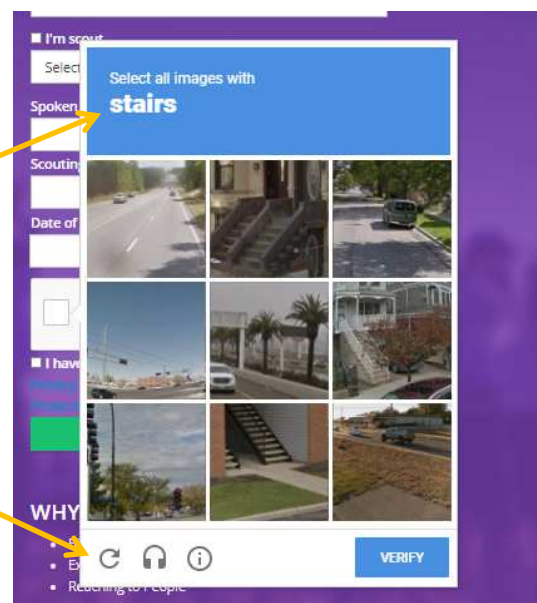 I'm scout
Select
Select all images with
stairs
Spoken
Scouting
Date of
I have
VERIFY
WHY
Reaching to People